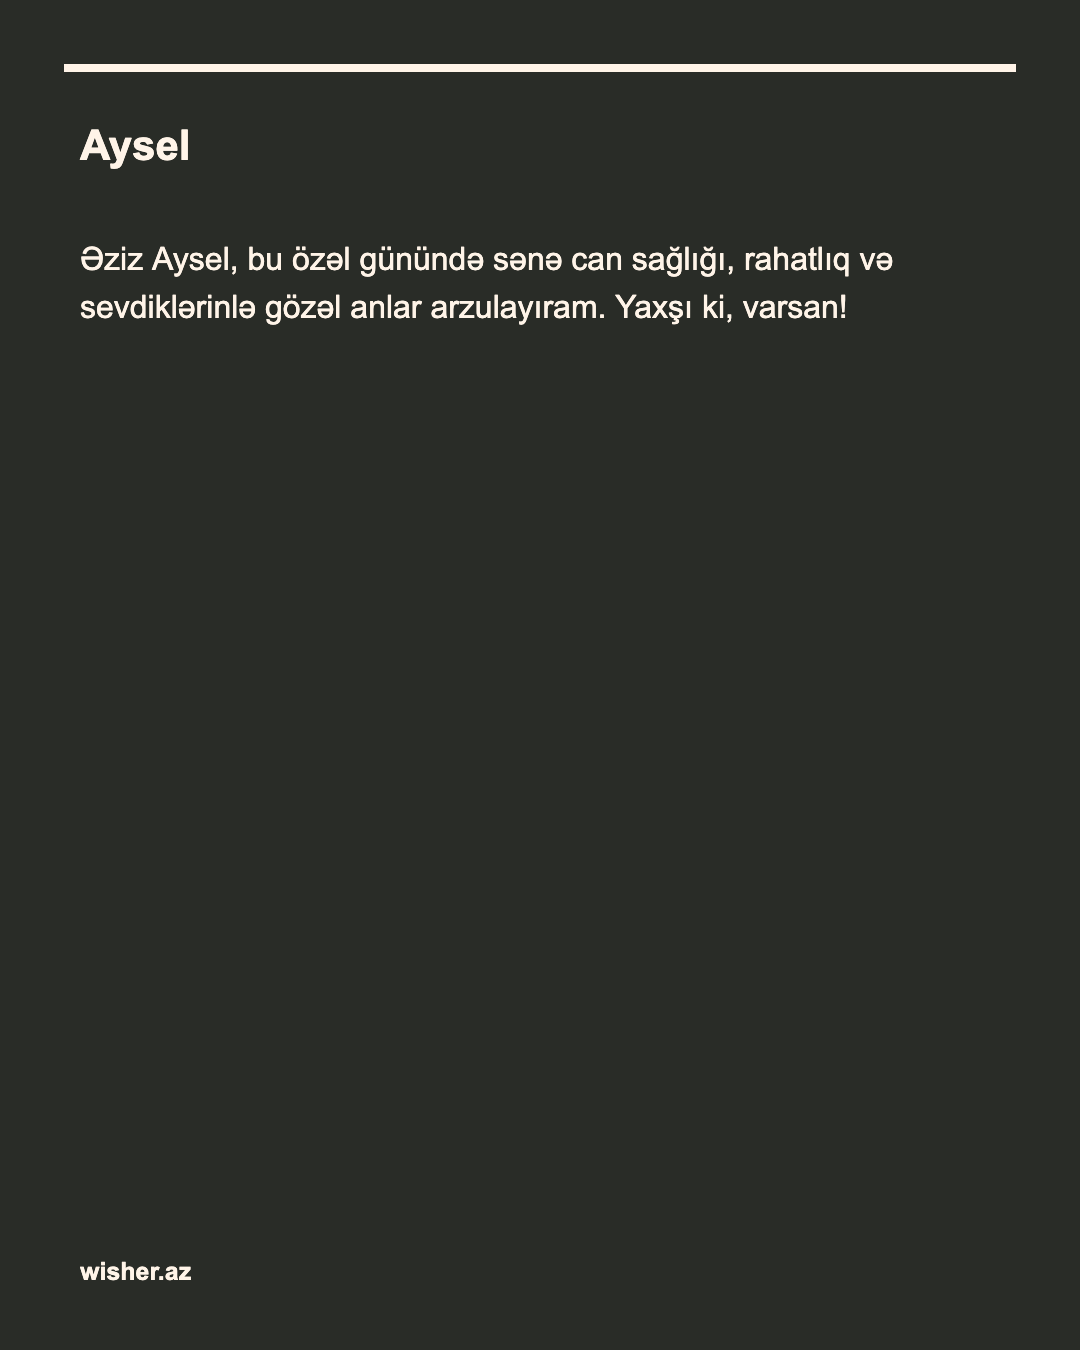 Aysel
Əziz Aysel, bu özəl günündə sənə can sağlığı, rahatlıq və
sevdiklərinlə gözəl anlar arzulayıram. Yaxşı ki, varsan!
wisher.az